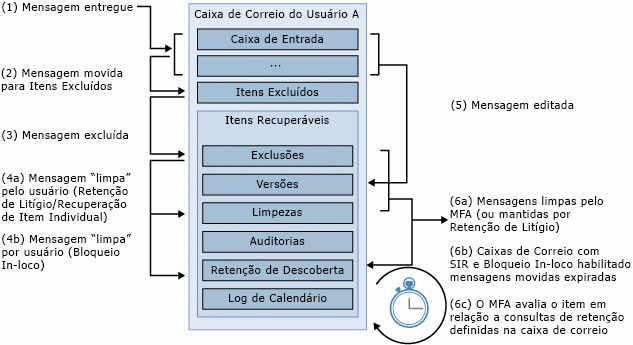 (1) Mensagem entregue
(2) Mensagem movida
para Itens Excluídos
(3) Mensagem excluída
(4a) Mensagem “limpa”
pelo usuário (Retenção
de Litígio/Recuperação
de Item Individual)
(4b) Mensagem “limpa”
por usuário (Bloqueio
In-loco)
Caixa de Correio do Usuário A
Caixa de Entrada
...
Itens Excluídos
Itens Recuperáveis
Exclusões
Versões
Limpezas
Auditorias
Retenção de Descoberta
Log de Calendário
(5) Mensagem editada
(6a) Mensagens limpas pelo
MFA (ou mantidas por
Retenção de Litígio)
(6b) Caixas de Correio com
SIR e Bloqueio In-loco habilitado
mensagens movidas expiradas
(6c) O MFA avalia o item em
relação a consultas de retenção
definidas na caixa de correio